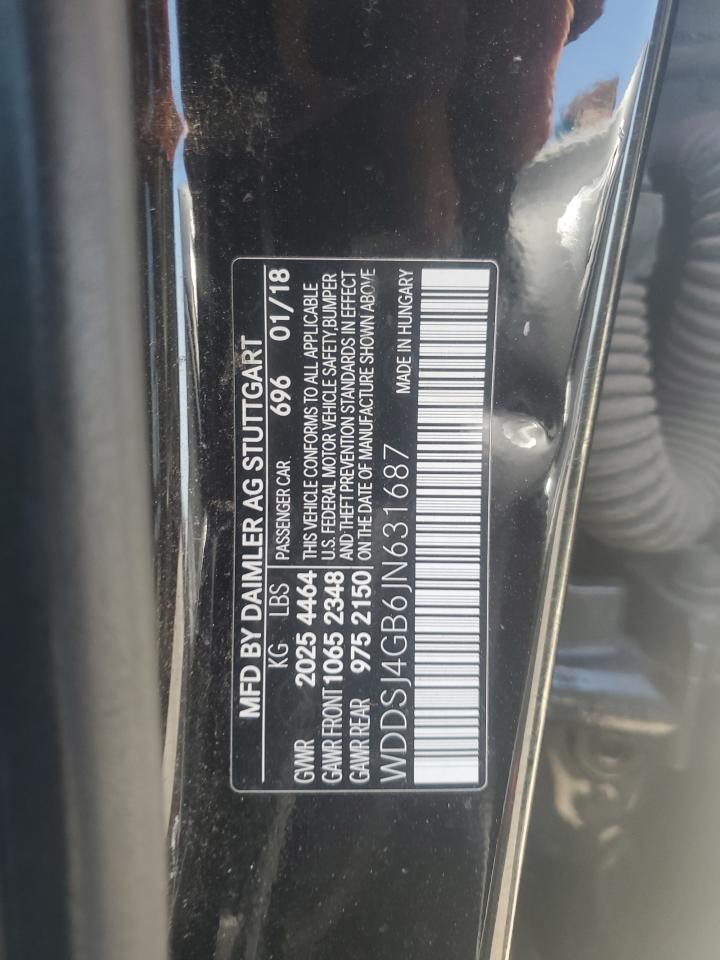 MFD BY DAIMLER AG STUTTGART
KG LBS PASSENGER CAR 696 01/18
GVWR 2025 4464 THIS VEHICLE CONFORMS TO ALL APPLICABLE
GAWR FRONT 1065 2348 U.S. FEDERAL MOTOR VEHICLE SAFETY,BUMPER
GAWR REAR 975 2150 AND THEFT PREVENTION STANDARDS IN EFFECT
ON THE DATE OF MANUFACTURE SHOWN ABOVE
WDDSJ4GB6JN631687 MADE IN HUNGARY